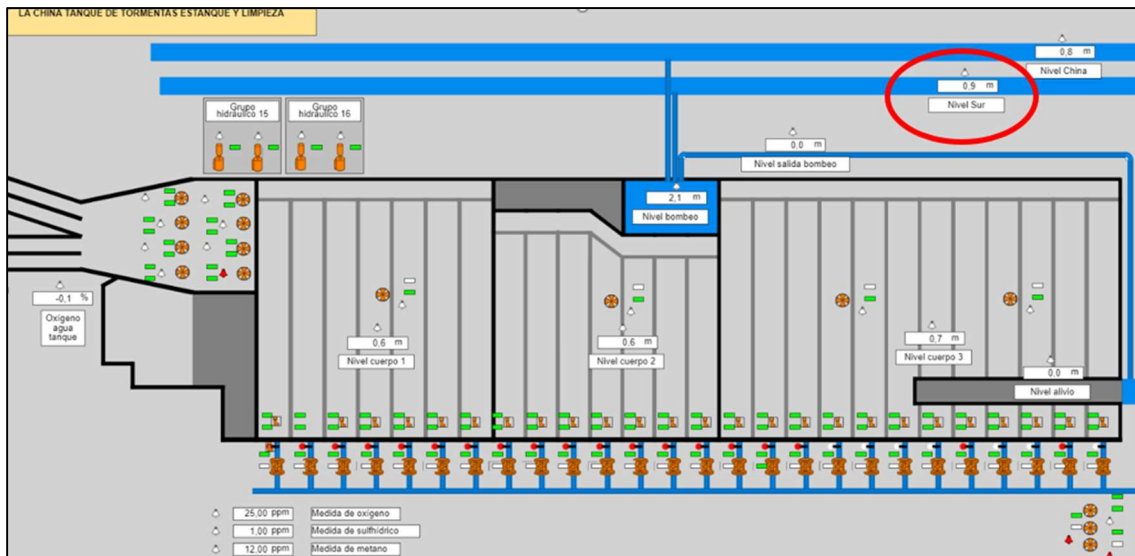 LA CHINA TANQUE DE TORMENTAS ESTANQUE Y LIMPIEZA
0,8 m
Nivel China
0,9 m
Nivel Sur
Grupo
hidráulico 15
Grupo
hidráulico 16
0,0 m
Nivel salida bombeo
2,1 m
Nivel bombeo
-0,1 %
Oxígeno
agua
tanque
0,6 m
Nivel cuerpo 1
0,6 m
Nivel cuerpo 2
0,7 m
Nivel cuerpo 3
0,0 m
Nivel alivio
25,00 ppm Medida de oxígeno
1,00 ppm Medida de sulfhídrico
12,00 ppm Medida de metano